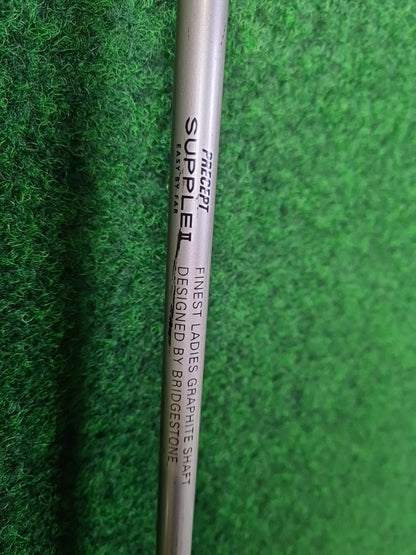 PRECEPT
SUPPLE II
EASY BY FAR
FINEST LADIES GRAPHITE SHAFT
DESIGNED BY BRIDGESTONE